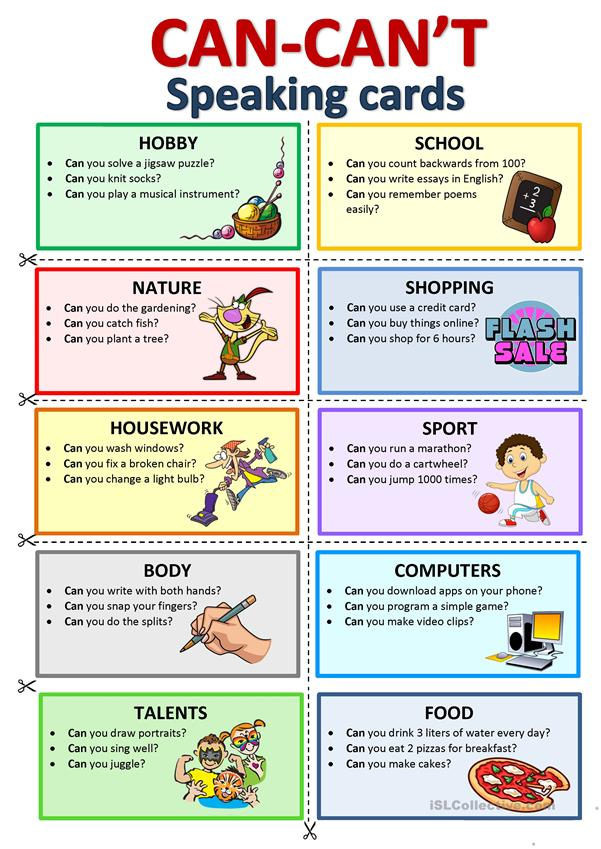 CAN-CAN'T
Speaking cards
HOBBY
• Can you solve a jigsaw puzzle?
• Can you knit socks?
• Can you play a musical instrument?
SCHOOL
• Can you count backwards from 100?
• Can you write essays in English?
• Can you remember poems
easily?
2
+3
NATURE
• Can you do the gardening?
• Can you catch fish?
• Can you plant a tree?
SHOPPING
• Can you use a credit card?
• Can you buy things online?
• Can you shop for 6 hours?
FLASH
SALE
HOUSEWORK
• Can you wash windows?
• Can you fix a broken chair?
• Can you change a light bulb?
SPORT
• Can you run a marathon?
• Can you do a cartwheel?
• Can you jump 1000 times?
BODY
• Can you write with both hands?
• Can you snap your fingers?
• Can you do the splits?
COMPUTERS
• Can you download apps on your phone?
• Can you program a simple game?
• Can you make video clips?
TALENTS
• Can you draw portraits?
• Can you sing well?
• Can you juggle?
FOOD
• Can you drink 3 liters of water every day?
• Can you eat 2 pizzas for breakfast?
• Can you make cakes?
iSLCollective.com